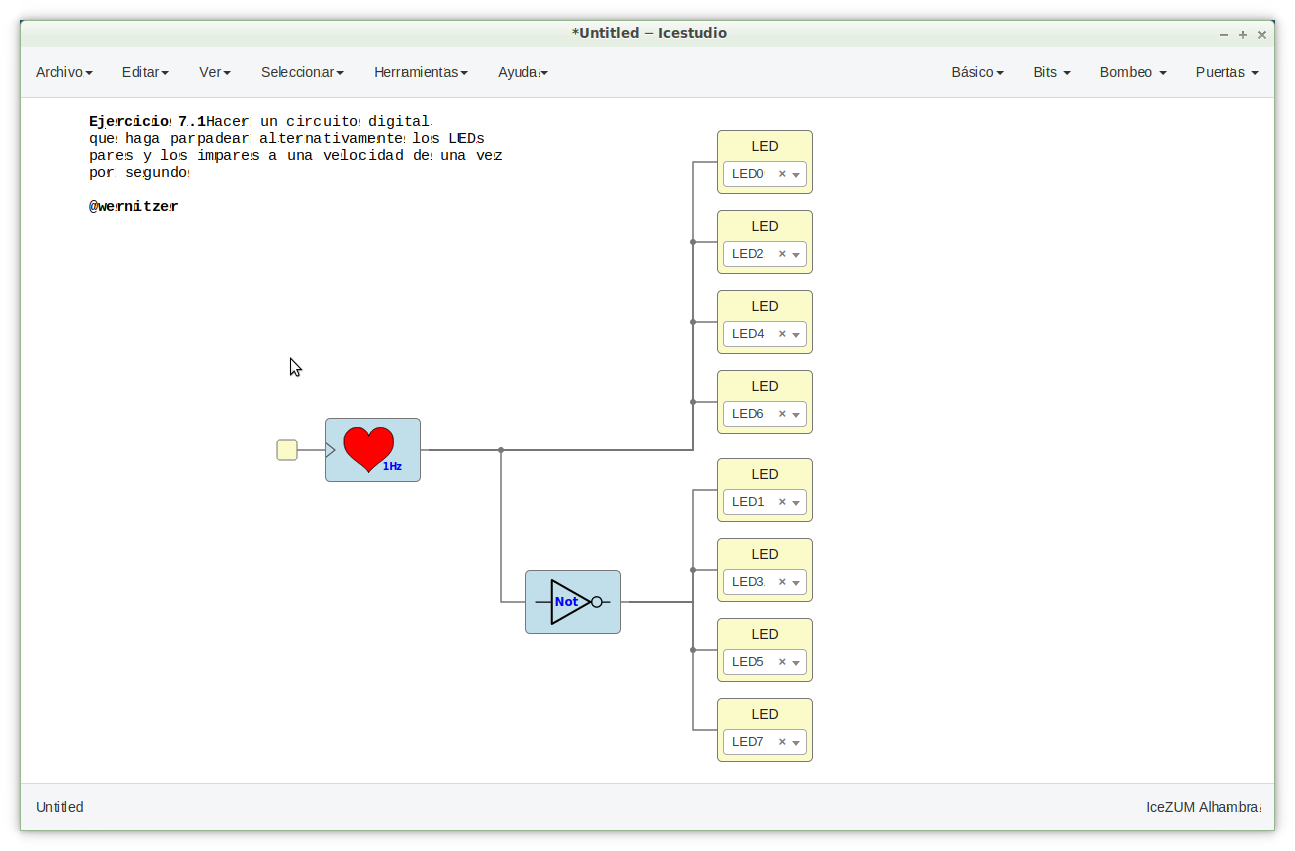 *Untitled − Icestudio
Archivo Editar Ver Seleccionar Herramientas Ayuda Básico Bits Bombeo Puertas
Ejercicio 7.1Hacer un circuito digital
que haga parpadear alternativamente los LEDs
pares y los impares a una velocidad de una vez
por segundo
@wernitzer
LED
LED0
LED
LED2
LED
LED4
LED
LED6
1Hz
LED
LED1
LED
LED3
Not
LED
LED5
LED
LED7
Untitled IceZUM Alhambra